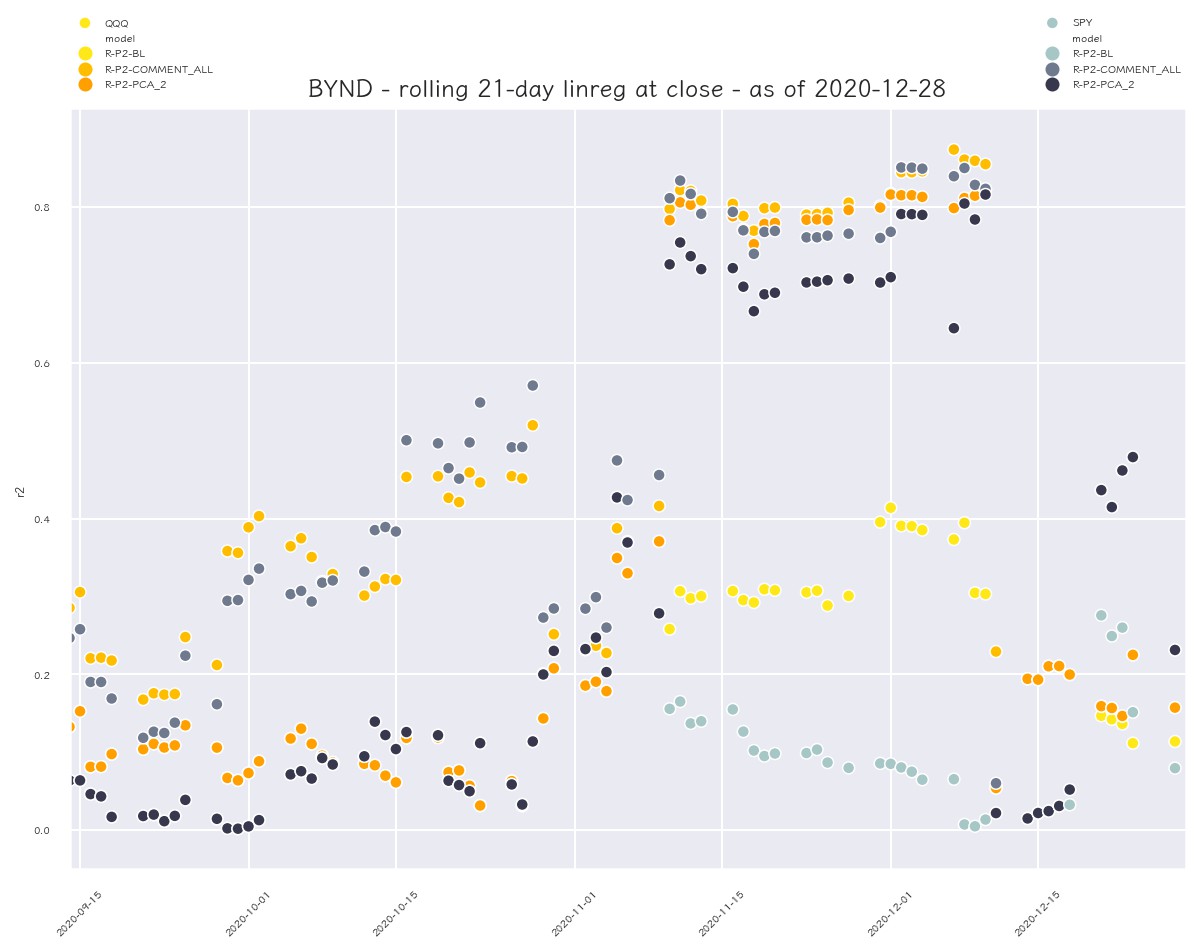 QQQ
model
R-P2-BL
R-P2-COMMENT_ALL
R-P2-PCA_2
SPY
model
R-P2-BL
R-P2-COMMENT_ALL
R-P2-PCA_2
BYND - rolling 21-day linreg at close - as of 2020-12-28
0.8
0.6
0.4
0.2
0.0
r2
2020-09-15
2020-10-01
2020-10-15
2020-11-01
2020-11-15
2020-12-01
2020-12-15